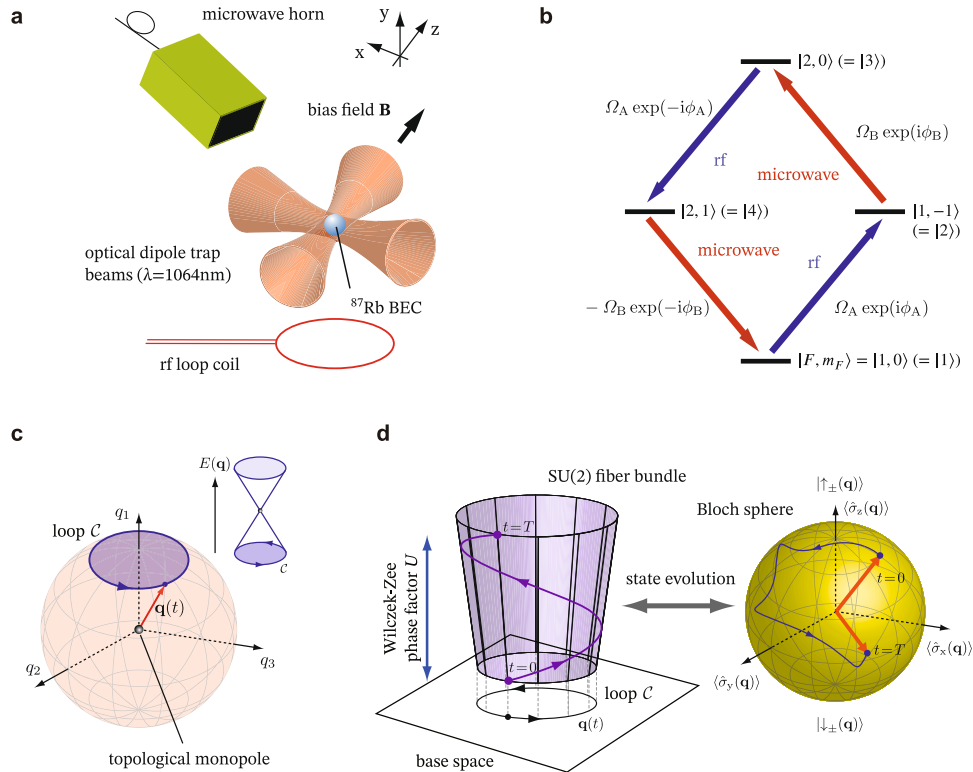 a
microwave horn
y
z
x
bias field B
optical dipole trap
beams (λ=1064nm)
⁸⁷Rb BEC
rf loop coil
b
|2, 0⟩ (= |3⟩)
Ω_A exp(−iϕ_A)
Ω_B exp(iϕ_B)
rf
microwave
|2, 1⟩ (= |4⟩)
|1, −1⟩
(= |2⟩)
microwave
rf
− Ω_B exp(−iϕ_B)
Ω_A exp(iϕ_A)
|F, m_F⟩ = |1, 0⟩ (= |1⟩)
c
E(q)
q₁
loop 𝒞
𝒞
q(t)
q₂
q₃
topological monopole
d
SU(2) fiber bundle
t=T
Wilczek-Zee
phase factor U
t=0
loop 𝒞
q(t)
base space
state evolution
|↑±(q)⟩
Bloch sphere
⟨σ̂_z(q)⟩
t=0
t=T
⟨σ̂_x(q)⟩
⟨σ̂_y(q)⟩
|↓±(q)⟩